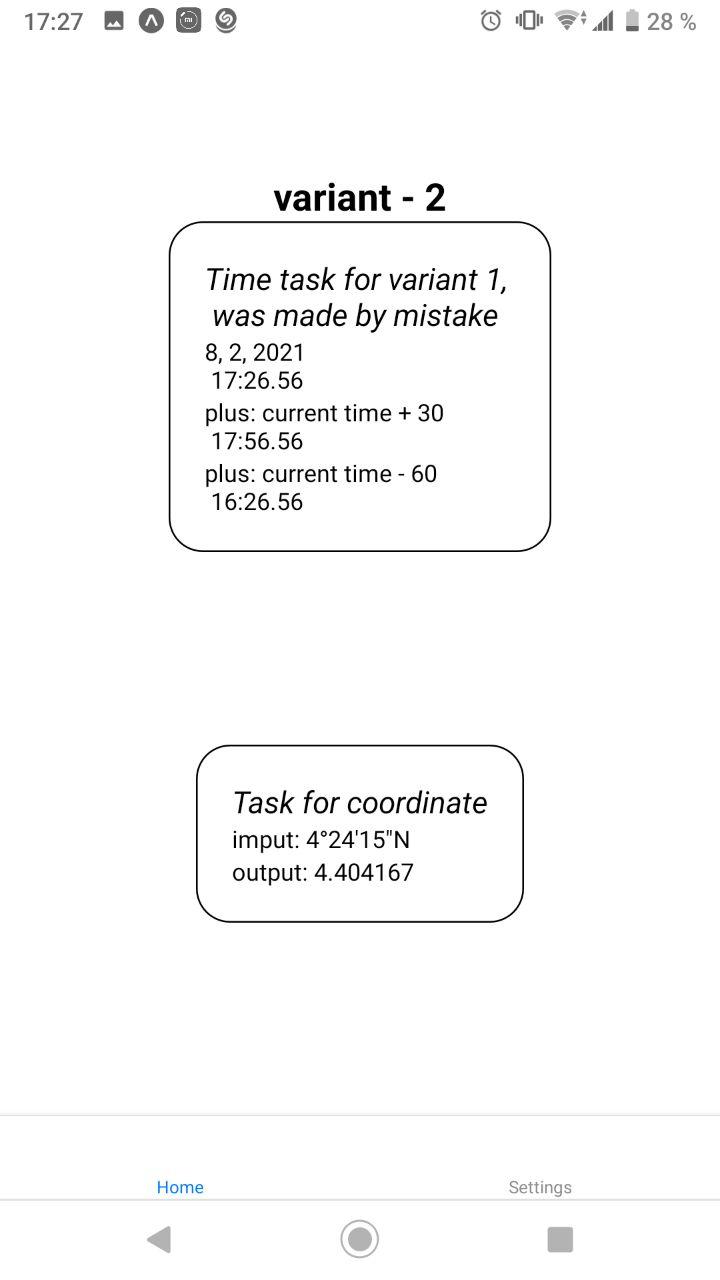 17:27 28 %
variant - 2
Time task for variant 1,
was made by mistake
8, 2, 2021
17:26.56
plus: current time + 30
17:56.56
plus: current time - 60
16:26.56
Task for coordinate
imput: 4°24'15"N
output: 4.404167
Home Settings